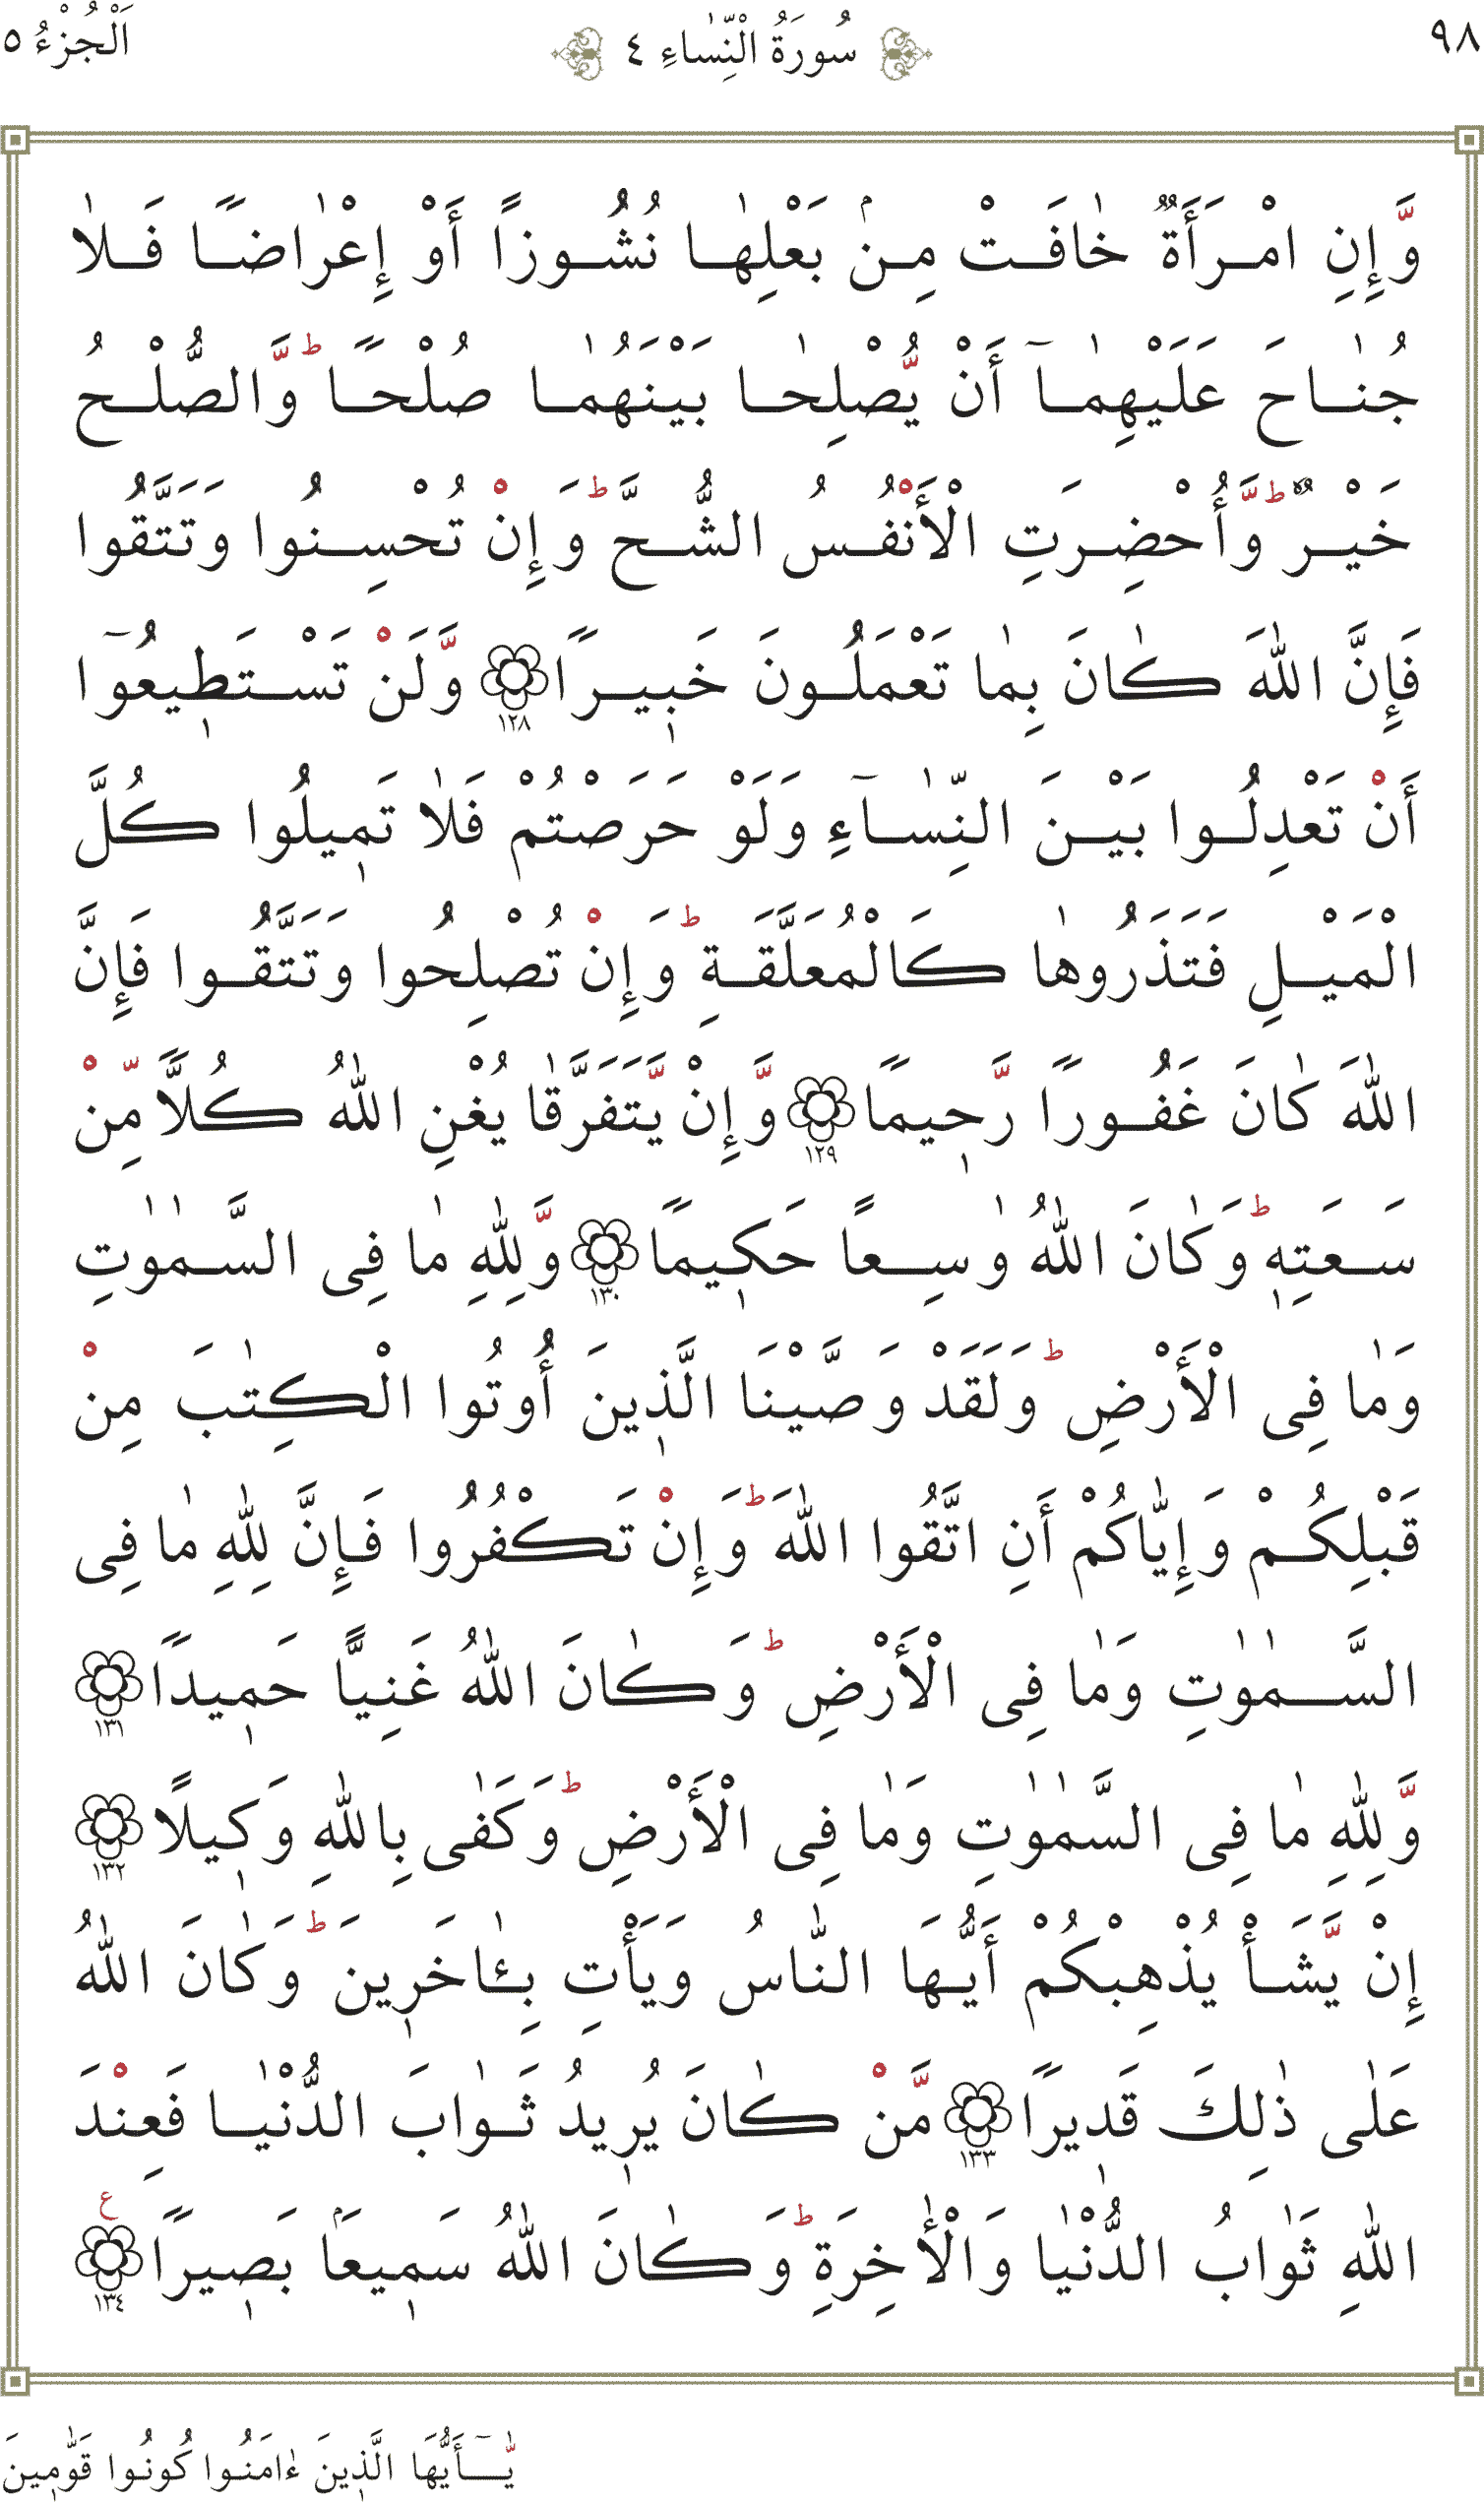 ٩٨ سُورَةُ النِّسٰاءِ ٤ اَلْجُزْءُ ٥
وَّإِنِ امْرَأَةٌ خٰافَتْ مِنۢ بَعْلِهٰا نُشُوزًا أَوْ إِعْرٰاضًا فَلٰا
جُنٰاحَ عَلَيْهِمٰآ أَنْ يُّصْلِحٰا بَيْنَهُمٰا صُلْحًا ؕ وَّالصُّلْحُ
خَيْرٌ ؕ وَّأُحْضِرَتِ الْأَنْفُسُ الشُّحَّ ؕ وَإِنْ تُحْسِنُوا وَتَتَّقُوا
فَإِنَّ اللّٰهَ كٰانَ بِمٰا تَعْمَلُونَ خَبٖيرًا ١٢٨ وَّلَنْ تَسْتَطٖيعُوٓا
أَنْ تَعْدِلُوا بَيْنَ النِّسٰآءِ وَلَوْ حَرَصْتُمْ فَلٰا تَمٖيلُوا كُلَّ
الْمَيْلِ فَتَذَرُوهٰا كَالْمُعَلَّقَةِ ؕ وَإِنْ تُصْلِحُوا وَتَتَّقُوا فَإِنَّ
اللّٰهَ كٰانَ غَفُورًا رَّحٖيمًا ١٢٩ وَّإِنْ يَّتَفَرَّقٰا يُغْنِ اللّٰهُ كُلًّا مِّنْ
سَعَتِهٖ ؕ وَكٰانَ اللّٰهُ وٰسِعًا حَكٖيمًا ١٣٠ وَّلِلّٰهِ مٰا فِى السَّمٰوٰتِ
وَمٰا فِى الْأَرْضِ ؕ وَلَقَدْ وَصَّيْنَا الَّذٖينَ أُوتُوا الْكِتٰبَ مِنْ
قَبْلِكُمْ وَإِيّٰاكُمْ أَنِ اتَّقُوا اللّٰهَ ؕ وَإِنْ تَكْفُرُوا فَإِنَّ لِلّٰهِ مٰا فِى
السَّمٰوٰتِ وَمٰا فِى الْأَرْضِ ؕ وَكٰانَ اللّٰهُ غَنِيًّا حَمٖيدًا ١٣١
وَّلِلّٰهِ مٰا فِى السَّمٰوٰتِ وَمٰا فِى الْأَرْضِ ؕ وَكَفٰى بِاللّٰهِ وَكٖيلًا ١٣٢
إِنْ يَّشَأْ يُذْهِبْكُمْ أَيُّهَا النّٰاسُ وَيَأْتِ بِـٰٔاخَرٖينَ ؕ وَكٰانَ اللّٰهُ
عَلٰى ذٰلِكَ قَدٖيرًا ١٣٣ مَّنْ كٰانَ يُرٖيدُ ثَوٰابَ الدُّنْيٰا فَعِنْدَ
اللّٰهِ ثَوٰابُ الدُّنْيٰا وَالْأٰخِرَةِ ؕ وَكٰانَ اللّٰهُ سَمٖيعًۢا بَصٖيرًا ١٣٤ ع
يّٰٓأَيُّهَا الَّذٖينَ ءٰامَنُوا كُونُوا قَوّٰمٖينَ